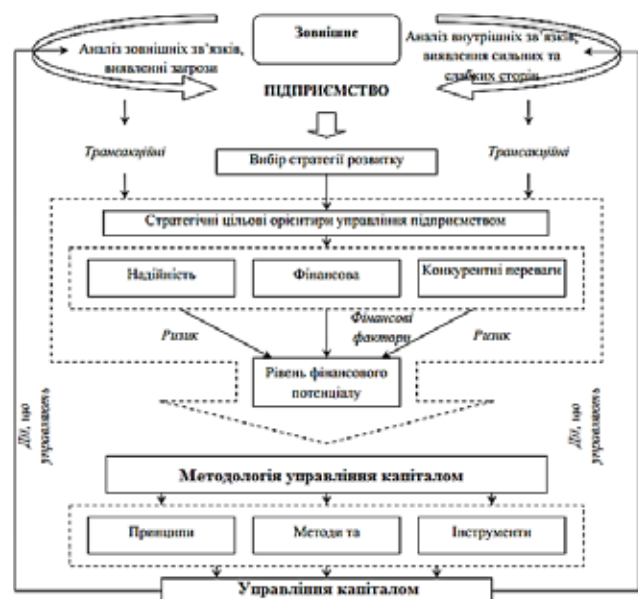 Зовнішне
Аналіз зовнішніх зв’язків,
виявленні загрози
Аналіз внутрішніх зв’язків,
виявлення сильних та
слабких сторін
ПІДПРИЄМСТВО
Трансакційні
Трансакційні
Вибір стратегії розвитку
Стратегічні цільові орієнтири управління підприємством
Надійність
Фінансова
Конкурентні переваги
Ризик
Фінансові
фактори
Ризик
Рівень фінансового
потенціалу
Дії, що
управляють
Дії, що
управляють
Методологія управління капіталом
Принципи
Методи та
Інструменти
Управління капіталом